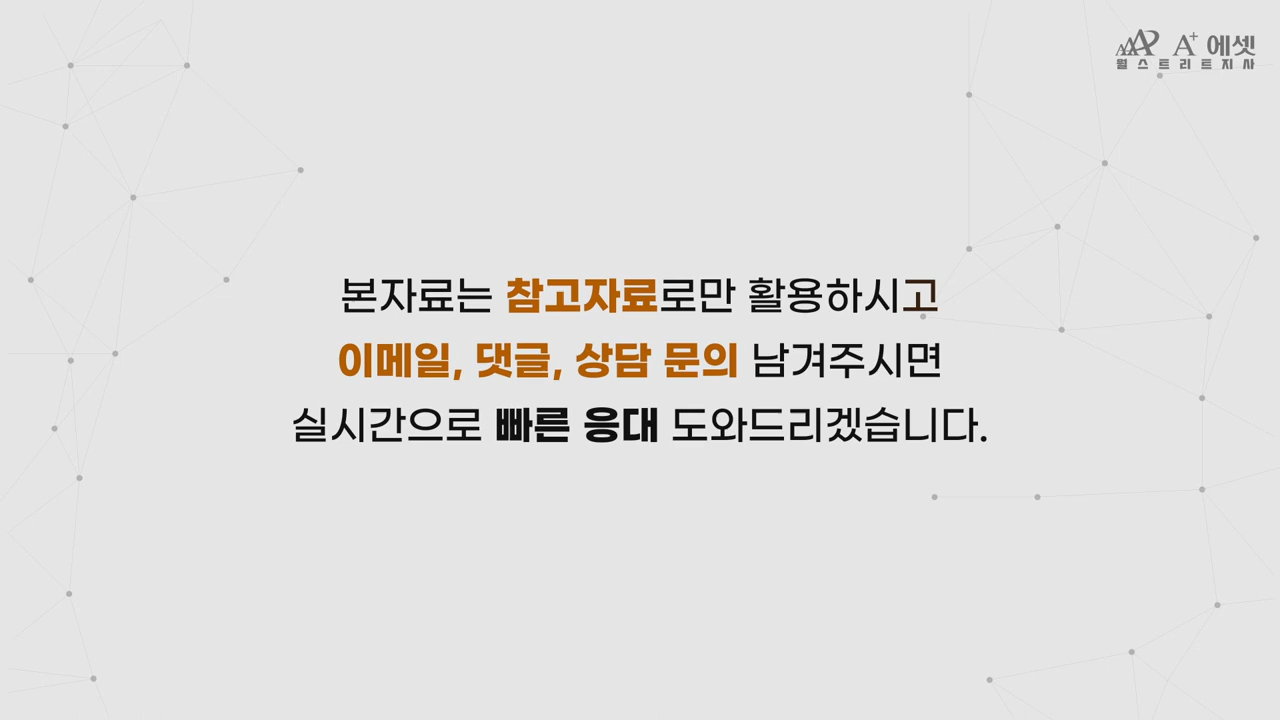 A⁺에셋
월스트리트지사
본자료는 참고자료로만 활용하시고
이메일, 댓글, 상담 문의 남겨주시면
실시간으로 빠른 응대 도와드리겠습니다.